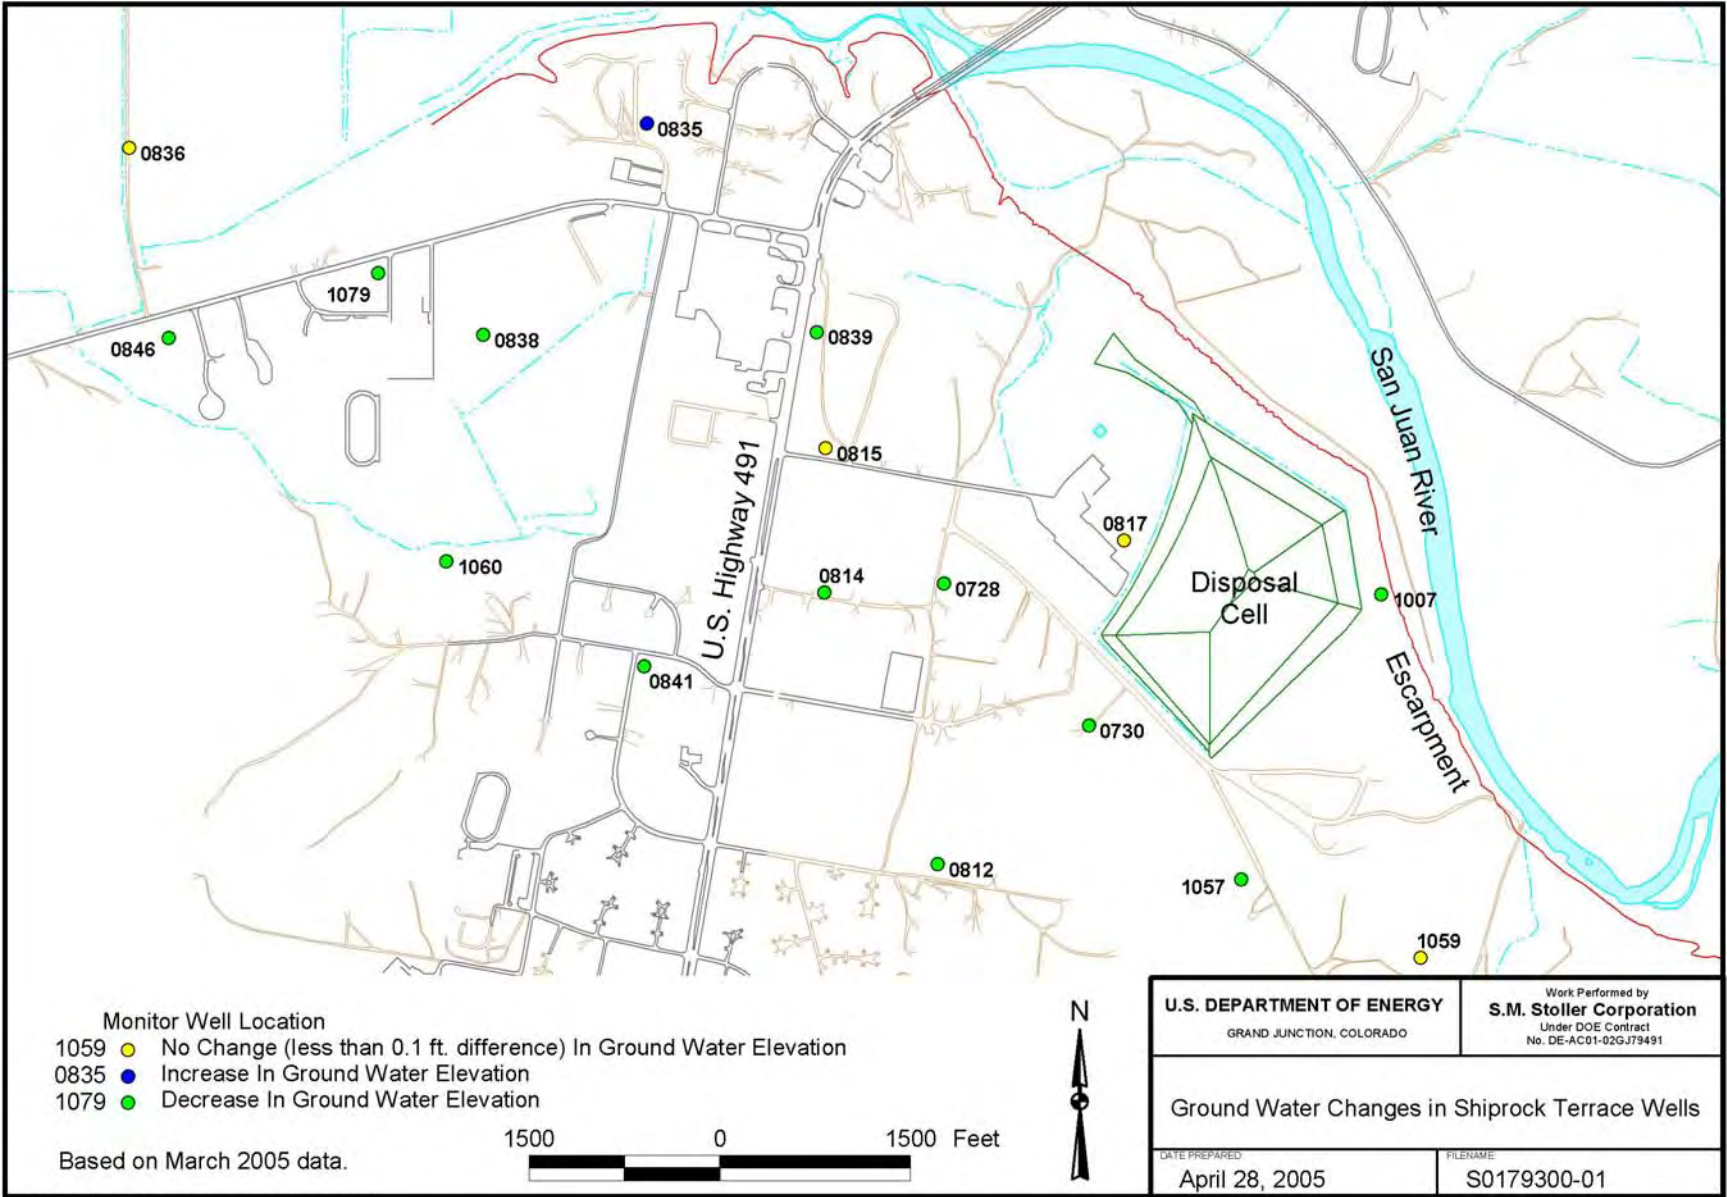 0835
0836
1079
0846
0838
0839
0815
0817
1060
0814
0728
1007
0841
0730
0812
1057
1059
San Juan River
U.S. Highway 491
Disposal
Cell
Escarpment
Monitor Well Location
1059 No Change (less than 0.1 ft. difference) In Ground Water Elevation
0835 Increase In Ground Water Elevation
1079 Decrease In Ground Water Elevation
Based on March 2005 data.
1500 0 1500 Feet
N
U.S. DEPARTMENT OF ENERGY
GRAND JUNCTION, COLORADO
Work Performed by
S.M. Stoller Corporation
Under DOE Contract
No. DE-AC01-02GJ79491
Ground Water Changes in Shiprock Terrace Wells
DATE PREPARED
April 28, 2005
FILENAME
S0179300-01